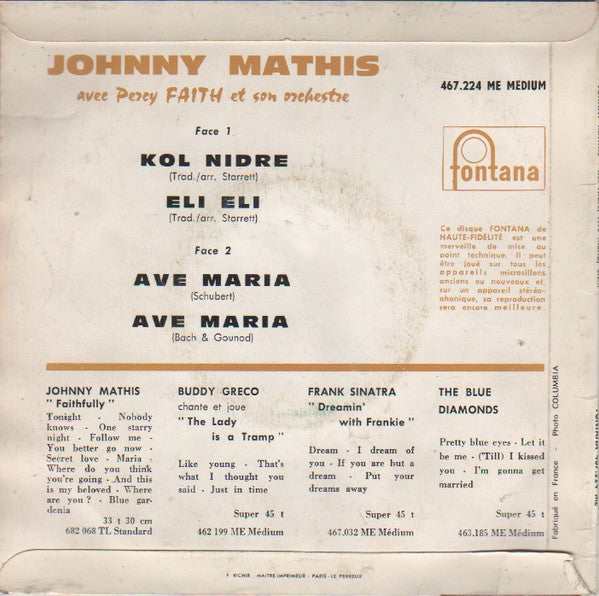 JOHNNY MATHIS
avec Percy FAITH et son orchestre
467.224 ME MEDIUM
Face 1
KOL NIDRE
(Trad./arr. Starrett)
ELI ELI
(Trad./arr. Starrett)
Face 2
AVE MARIA
(Schubert)
AVE MARIA
(Bach & Gounod)
fontana
Ce disque FONTANA de
HAUTE-FIDÉLITÉ est une
merveille de mise au
point technique. Il peut
être joué sur tous les
appareils microsillons
anciens ou nouveaux et,
sur un appareil stéréo-
phonique, sa reproduction
sera encore meilleure.
JOHNNY MATHIS
" Faithfully "
Tonight - Nobody
knows - One starry
night - Follow me -
You better go now -
Secret love - Maria -
Where do you think
you're going - And this
is my beloved - Where
are you ? - Blue gar-
denia
33 t 30 cm
682 068 TL Standard
BUDDY GRECO
chante et joue
"The Lady
is a Tramp"
Like young - That's
what I thought you
said - Just in time
Super 45 t
462 199 ME Médium
FRANK SINATRA
"Dreamin'
with Frankie"
Dream - I dream of
you - If you are but a
dream - Put your
dreams away
Super 45 t
467.032 ME Médium
THE BLUE
DIAMONDS
Pretty blue eyes - Let it
be me - ('Till) I kissed
you - I'm gonna get
married
Super 45 t
463.185 ME Médium
Fabriqué en France - Photo COLUMBIA
F. RICHIR - MAITRE-IMPRIMEUR - PARIS - LE PERREUX